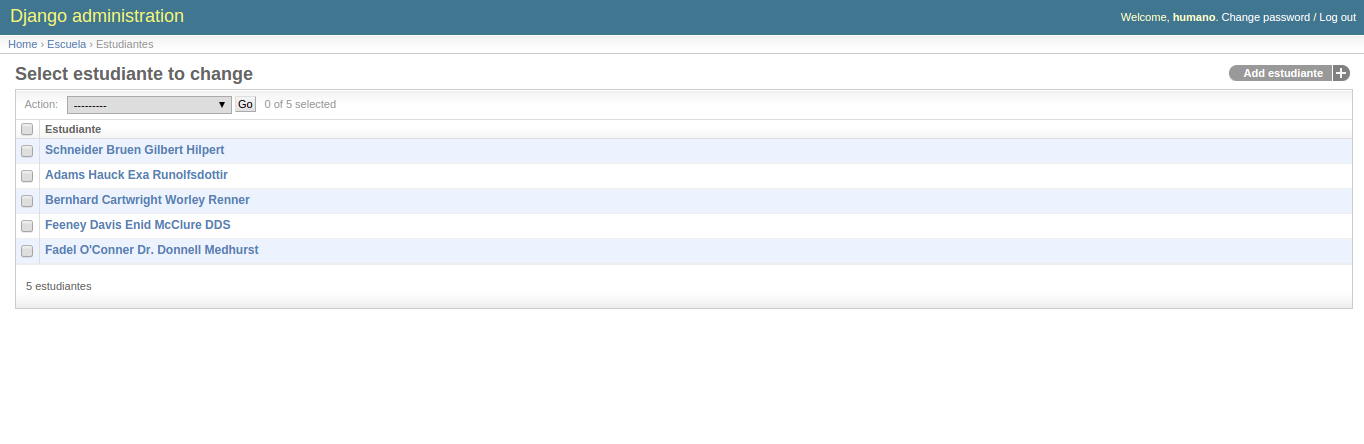 Django administration
Welcome, humano. Change password / Log out
Home › Escuela › Estudiantes
Select estudiante to change
Add estudiante +
Action: --------- ▼ Go 0 of 5 selected
Estudiante
Schneider Bruen Gilbert Hilpert
Adams Hauck Exa Runolfsdottir
Bernhard Cartwright Worley Renner
Feeney Davis Enid McClure DDS
Fadel O'Conner Dr. Donnell Medhurst
5 estudiantes